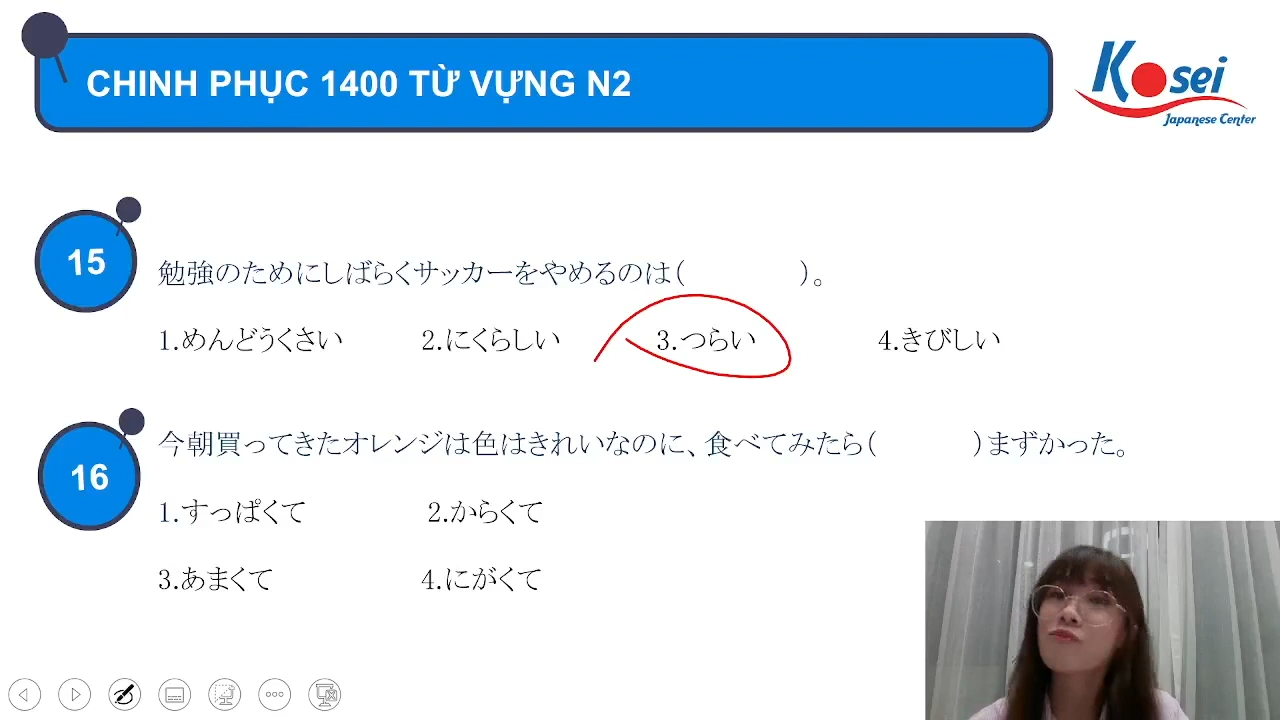 CHINH PHỤC 1400 TỪ VỰNG N2
Kosei
Japanese Center
15
勉強のためにしばらくサッカーをやめるのは(　　　　)。
1.めんどうくさい　2.にくらしい　3.つらい　4.きびしい
16
今朝買ってきたオレンジは色はきれいなのに、食べてみたら(　　　)まずかった。
1.すっぱくて　2.からくて
3.あまくて　4.にがくて